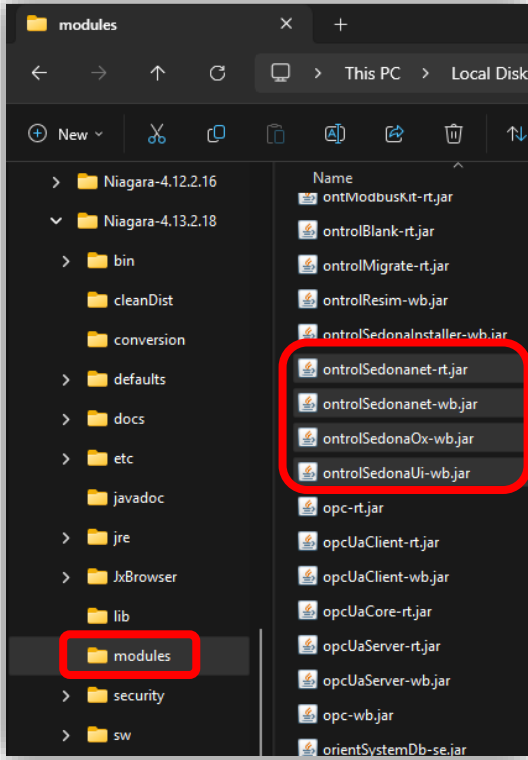 modules
This PC > Local Disk
New
Name
Niagara-4.12.2.16
Niagara-4.13.2.18
bin
cleanDist
conversion
defaults
docs
etc
javadoc
jre
JxBrowser
lib
modules
security
sw
ontModbusKit-rt.jar
ontrolBlank-rt.jar
ontrolMigrate-rt.jar
ontrolResim-wb.jar
ontrolSedonaInstaller-wb.jar
ontrolSedonanet-rt.jar
ontrolSedonanet-wb.jar
ontrolSedonaOx-wb.jar
ontrolSedonaUi-wb.jar
opc-rt.jar
opcUaClient-rt.jar
opcUaClient-wb.jar
opcUaCore-rt.jar
opcUaServer-rt.jar
opcUaServer-wb.jar
opc-wb.jar
orientSystemDb-se.jar